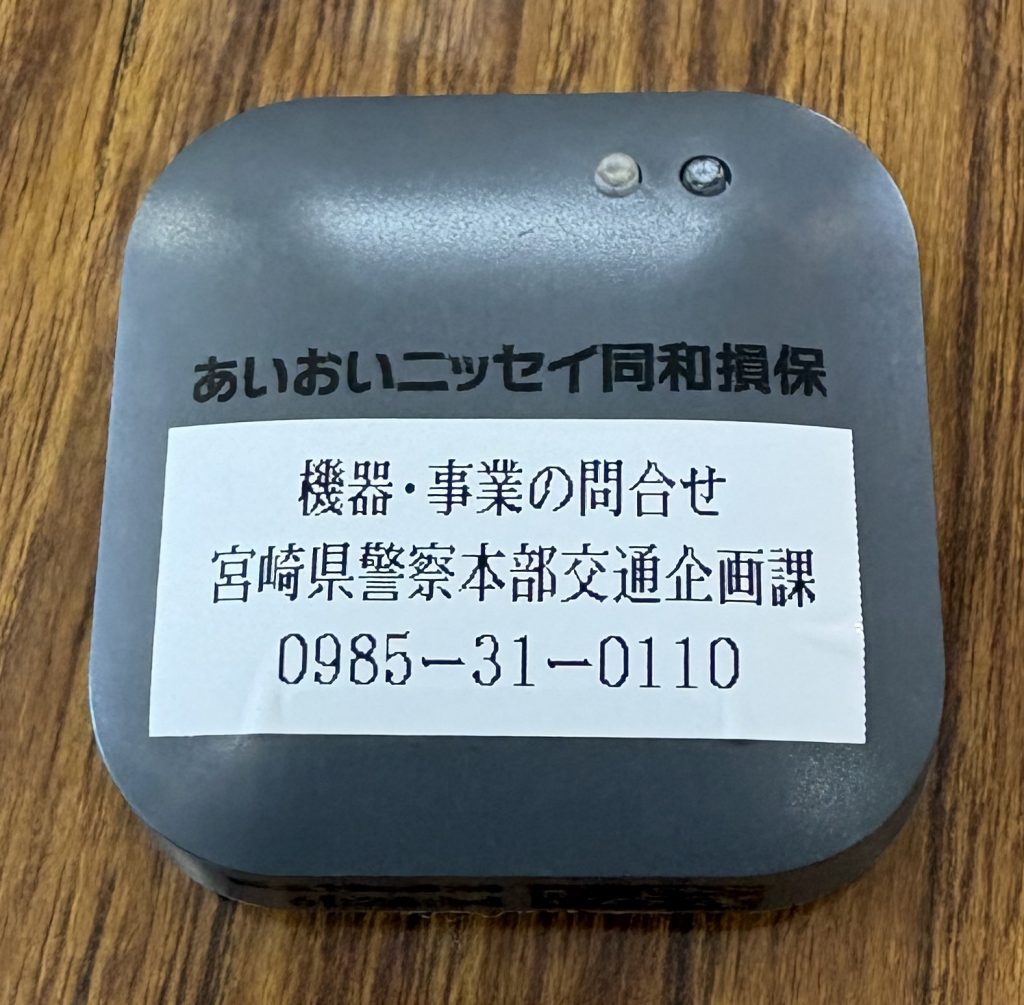 あいおいニッセイ同和損保
機器・事業の問合せ
宮崎県警察本部交通企画課
0985-31-0110